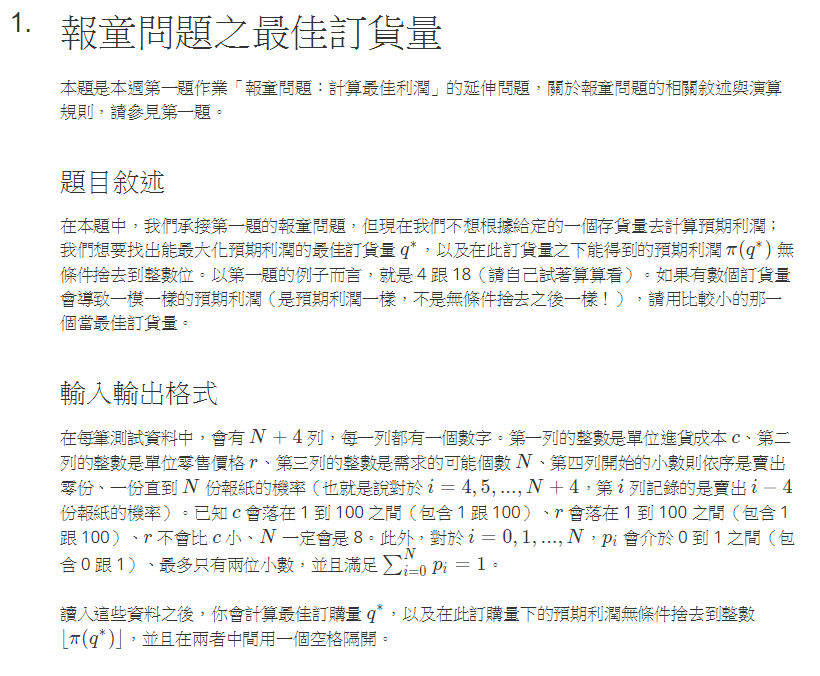 1. 報童問題之最佳訂貨量
本題是本週第一題作業「報童問題：計算最佳利潤」的延伸問題，關於報童問題的相關敘述與演算
規則，請參見第一題。
題目敘述
在本題中，我們承接第一題的報童問題，但現在我們不想根據給定的一個存貨量去計算預期利潤；
我們想要找出能最大化預期利潤的最佳訂貨量 q*，以及在此訂貨量之下能得到的預期利潤 π(q*) 無
條件捨去到整數位。以第一題的例子而言，就是 4 跟 18（請自己試著算算看）。如果有數個訂貨量
會導致一模一樣的預期利潤（是預期利潤一樣，不是無條件捨去之後一樣！），請用比較小的那一
個當最佳訂貨量。
輸入輸出格式
在每筆測試資料中，會有 N + 4 列，每一列都有一個數字。第一列的整數是單位進貨成本 c、第二
列的整數是單位零售價格 r、第三列的整數是需求的可能個數 N、第四列開始的小數則依序是賣出
零份、一份直到 N 份報紙的機率（也就是說對於 i = 4, 5, ..., N + 4，第 i 列記錄的是賣出 i − 4
份報紙的機率）。已知 c 會落在 1 到 100 之間（包含 1 跟 100）、r 會落在 1 到 100 之間（包含 1
跟 100）、r 不會比 c 小、N 一定會是 8。此外，對於 i = 0, 1, ..., N，pᵢ 會介於 0 到 1 之間（包
含 0 跟 1）、最多只有兩位小數，並且滿足 ∑ᵢ₌₀ᴺ pᵢ = 1。
讀入這些資料之後，你會計算最佳訂購量 q*，以及在此訂購量下的預期利潤無條件捨去到整數
⌊π(q*)⌋，並且在兩者中間用一個空格隔開。